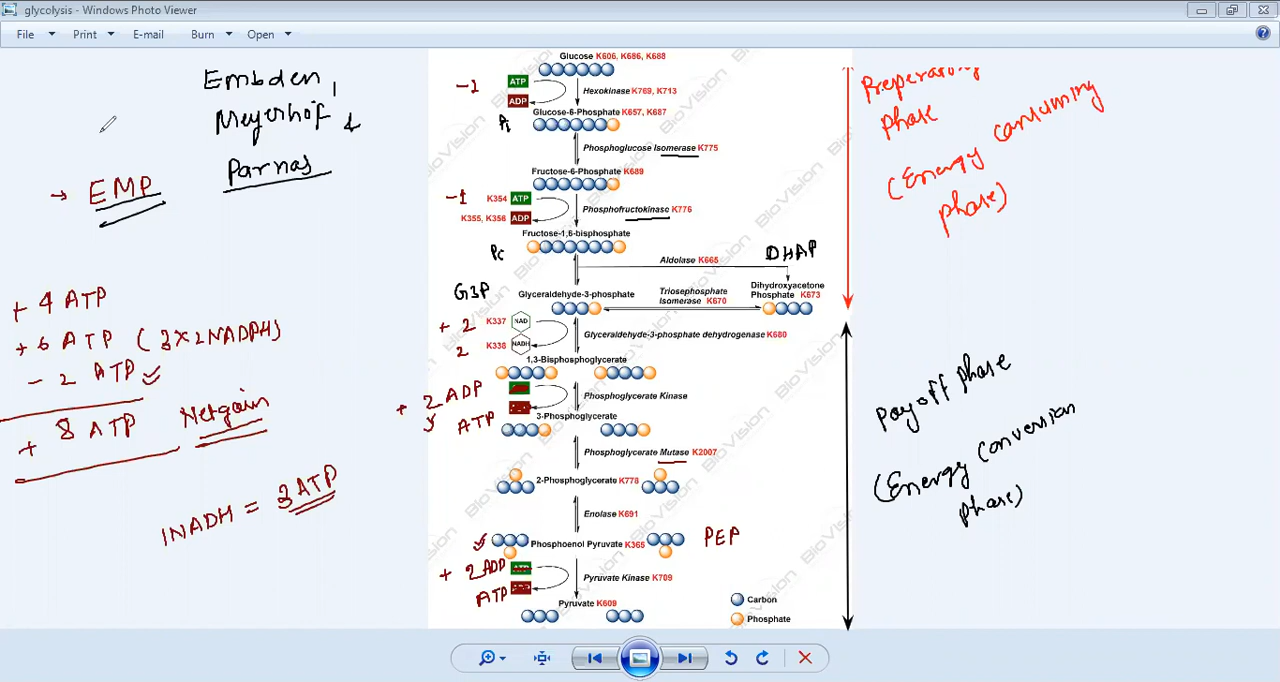 glycolysis - Windows Photo Viewer
File Print E-mail Burn Open
Embden,
Meyerhof &
Parnas
→ EMP
+ 4 ATP
+ 6 ATP (3x2NADPH)
- 2 ATP
+ 8 ATP Netgain
1NADH = 3ATP
Glucose K606, K686, K688
-1 ATP
Hexokinase K769, K713
ADP
Glucose-6-Phosphate K657, K687
Phosphoglucose Isomerase K775
Fructose-6-Phosphate K689
-1 K354 ATP
Phosphofructokinase K776
K355, K356 ADP
Fructose-1,6-bisphosphate
DHAP
Aldolase K665
G3P
Glyceraldehyde-3-phosphate
Triosephosphate
Isomerase K670
Dihydroxyacetone
Phosphate K673
+ 2 K337 NAD
Glyceraldehyde-3-phosphate dehydrogenase K680
2 K338 NADH
1,3-Bisphosphoglycerate
+ 2 ADP
Phosphoglycerate Kinase
ATP
3-Phosphoglycerate
Phosphoglycerate Mutase K2007
2-Phosphoglycerate K778
Enolase K691
Phosphoenol Pyruvate K365
PEP
+ 2 ADP
Pyruvate Kinase K709
ATP
Pyruvate K609
Carbon
Phosphate
Preperatory
Phase
(Energy consuming
phase)
Payoff phase
(Energy conversion
phase)
BioVision